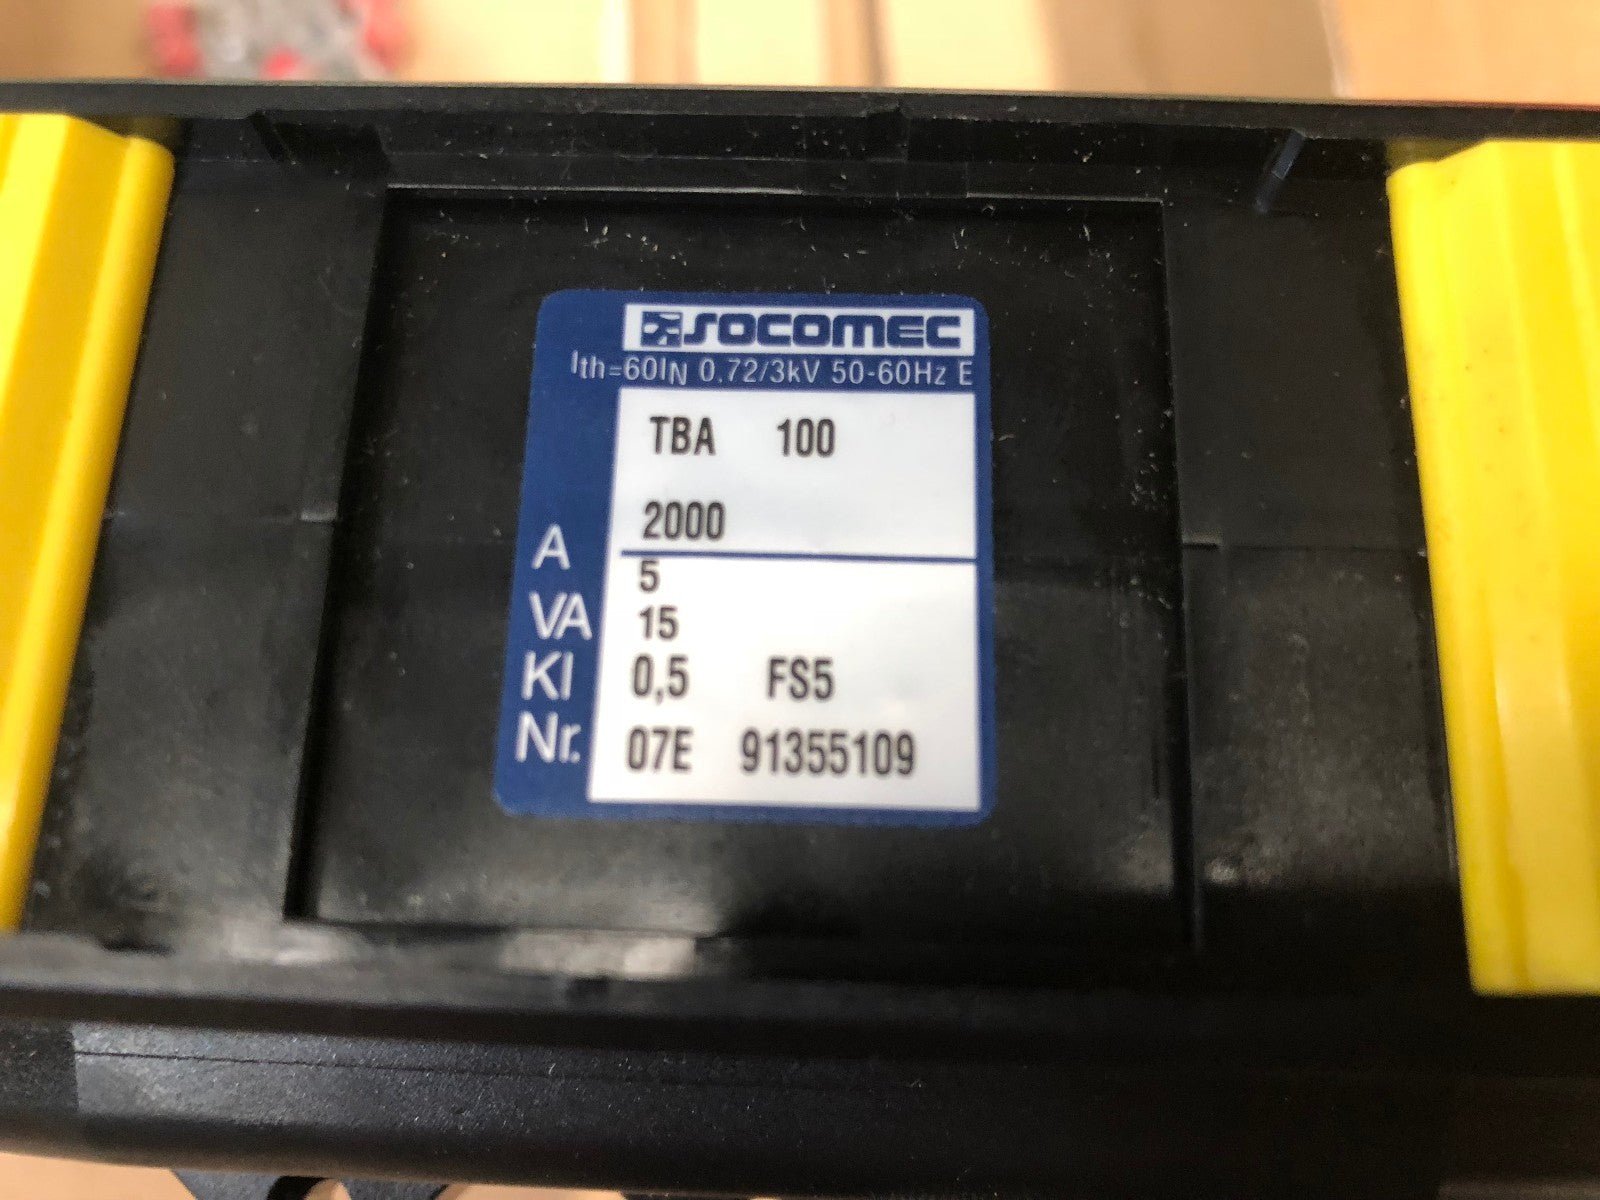 SOCOMEC
Ith=60IN 0.72/3kV 50-60Hz E
TBA 100
A 2000
5
VA 15
Kl 0,5 FS5
Nr. 07E 91355109